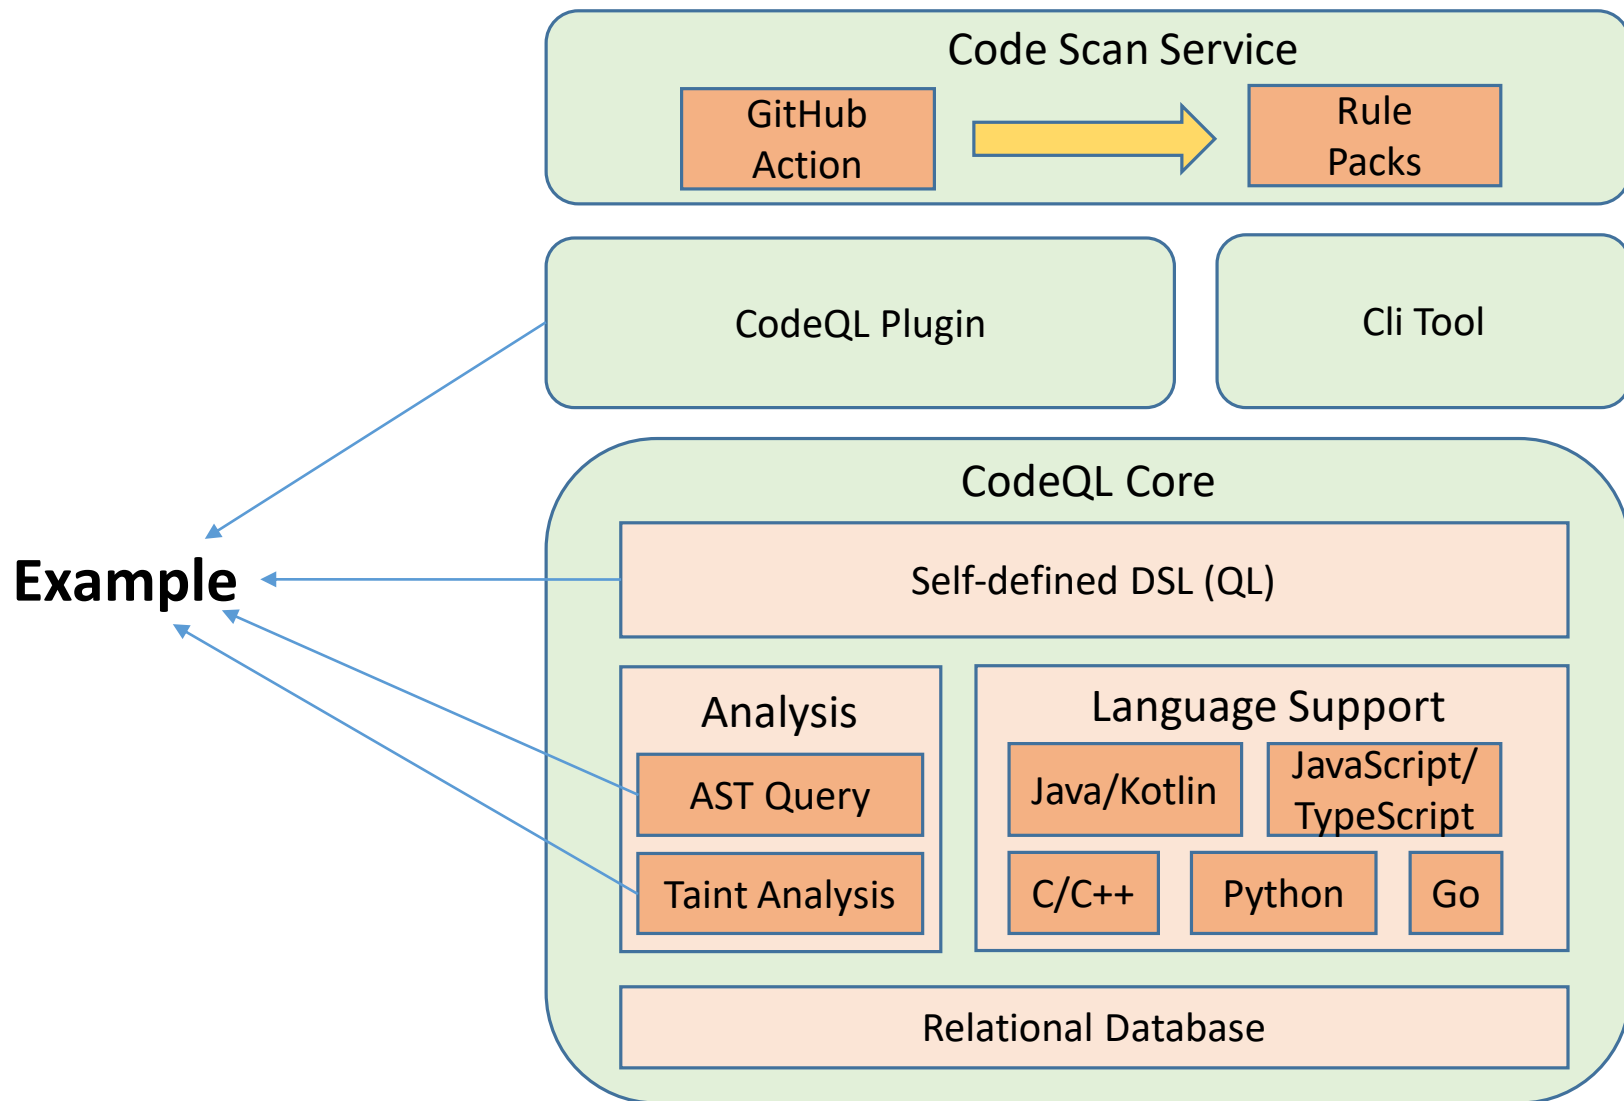 Code Scan Service
GitHub
Action
Rule
Packs
CodeQL Plugin
Cli Tool
CodeQL Core
Example
Self-defined DSL (QL)
Analysis
AST Query
Taint Analysis
Language Support
Java/Kotlin
JavaScript/
TypeScript
C/C++
Python
Go
Relational Database